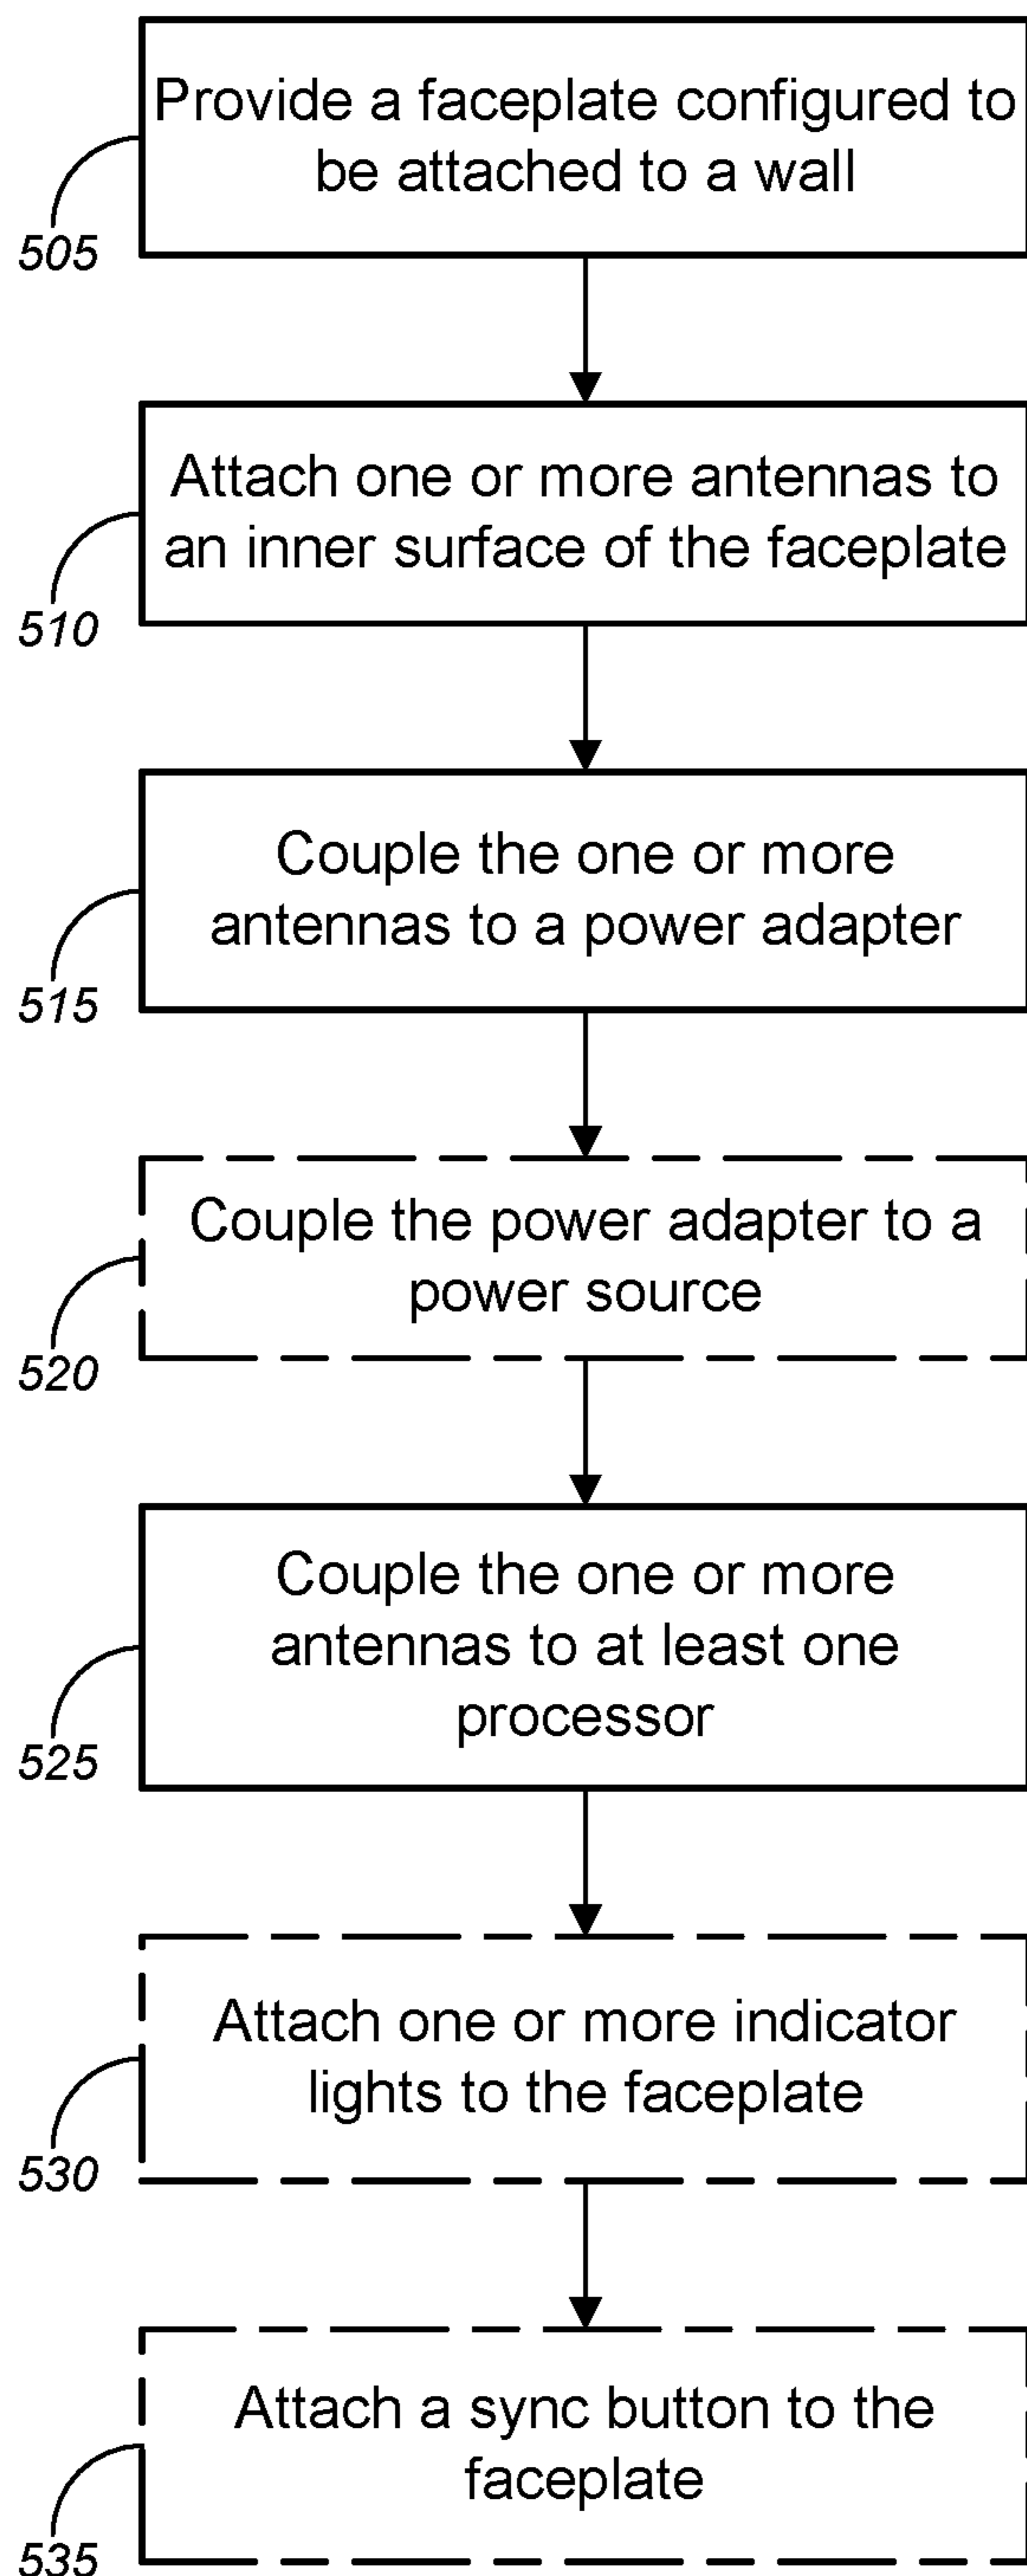 Provide a faceplate configured to
be attached to a wall
505
Attach one or more antennas to
an inner surface of the faceplate
510
Couple the one or more
antennas to a power adapter
515
Couple the power adapter to a
power source
520
Couple the one or more
antennas to at least one
processor
525
Attach one or more indicator
lights to the faceplate
530
Attach a sync button to the
faceplate
535